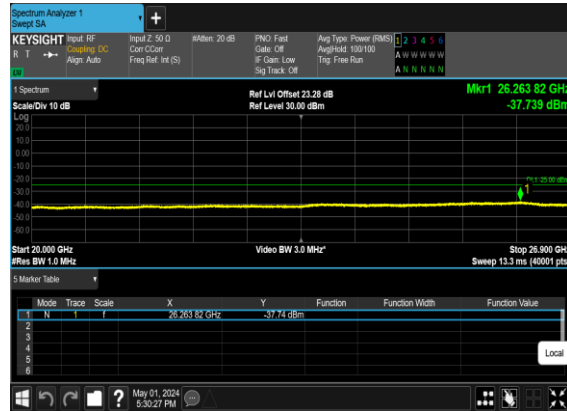 Spectrum Analyzer 1
Swept SA
+
KEYSIGHT Input: RF Input Z: 50 Ω #Atten: 20 dB PNO: Fast Avg Type: Power (RMS) 1 2 3 4 5 6
R T Coupling: DC Corr CCorr Gate: Off Avg|Hold: 100/100 A W W W W W
Align: Auto Freq Ref: Int (S) IF Gain: Low Trig: Free Run
Sig Track: Off A N N N N N
LW
1 Spectrum Ref Lvl Offset 23.28 dB Mkr1 26.263 82 GHz
Scale/Div 10 dB Ref Level 30.00 dBm -37.739 dBm
Log
20.0
10.0
0.00
-10.0
-20.0
DL1 -25.00 dBm
-30.0
1
-40.0
-50.0
-60.0
Start 20.000 GHz Video BW 3.0 MHz* Stop 26.900 GHz
#Res BW 1.0 MHz Sweep 13.3 ms (40001 pts
5 Marker Table
Mode Trace Scale X Y Function Function Width Function Value
1 N 1 f 26.263 82 GHz -37.74 dBm
2
3
4
5
6
Local
? May 01, 2024
5:30:27 PM